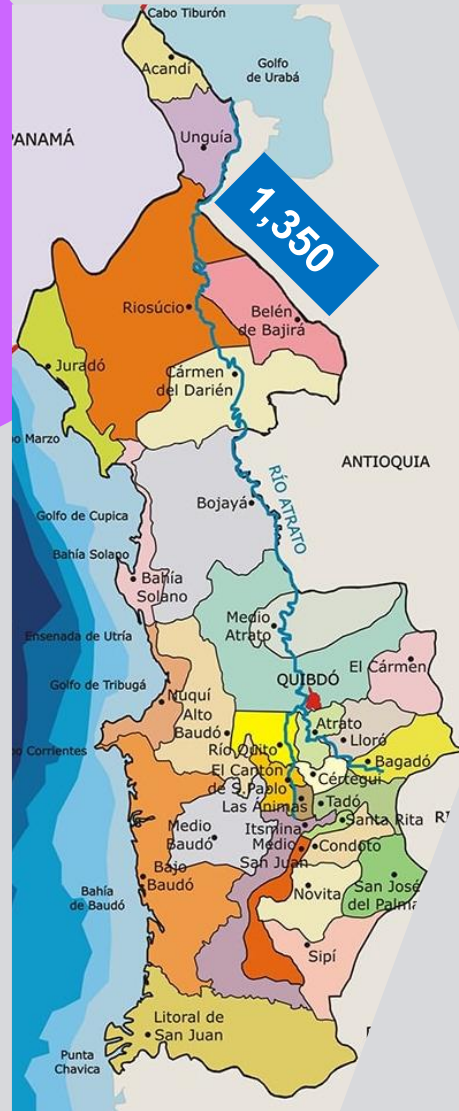 Cabo Tiburón
Acandí
Golfo
de Urabá
PANAMÁ
Unguía
1,350
Riosúcio
Belén
de Bajirá
Juradó
Cármen
del Darién
Marzo
ANTIOQUIA
RÍO ATRATO
Bojayá
Golfo de Cupica
Bahía Solano
Bahía
Solano
Medio
Atrato
Ensenada de Utría
El Cármen
QUIBDÓ
Golfo de Tribugá
Nuquí
Alto
Baudó
Atrato
Lloró
Río Quito
Corrientes
Bagadó
El Cantón
de S.Pablo
Cértegui
Las Ánimas
Tadó
Santa Rita
Itsmina
Medio
San Juan
Condoto
Medio
Baudó
Bajo
Baudó
Novita
San José
del Palma
Bahía
de Baudó
Sipí
Litoral de
San Juan
Punta
Chavica